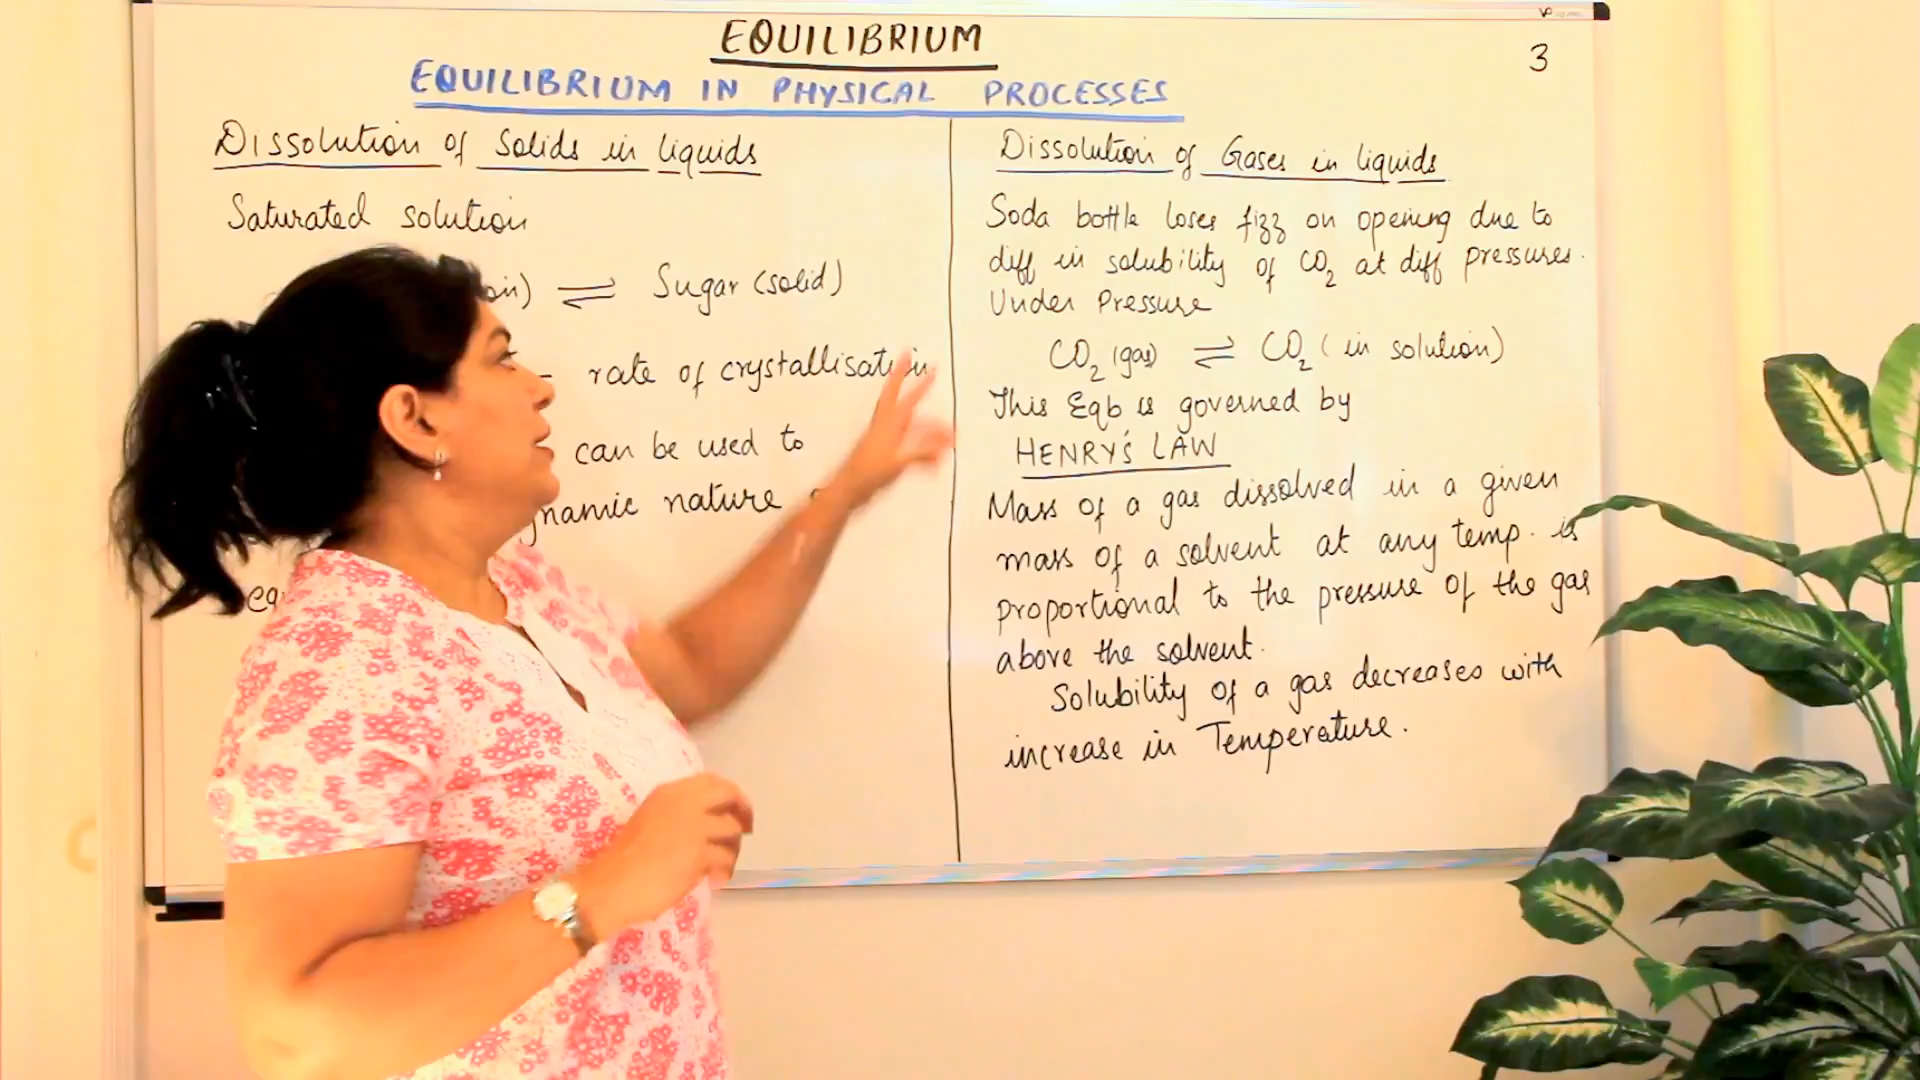 EQUILIBRIUM
3
EQUILIBRIUM IN PHYSICAL PROCESSES
Dissolution of Solids in liquids
Saturated solution
⇌ Sugar (solid)
rate of crystallisation
can be used to
nature
Dissolution of Gases in liquids
Soda bottle loses fizz on opening due to
diff in solubility of CO₂ at diff pressures.
Under Pressure
CO₂ (gas) ⇌ CO₂ (in solution)
This Eqb is governed by
HENRY'S LAW
Mass of a gas dissolved in a given
mass of a solvent at any temp. is
proportional to the pressure of the gas
above the solvent.
Solubility of a gas decreases with
increase in Temperature.